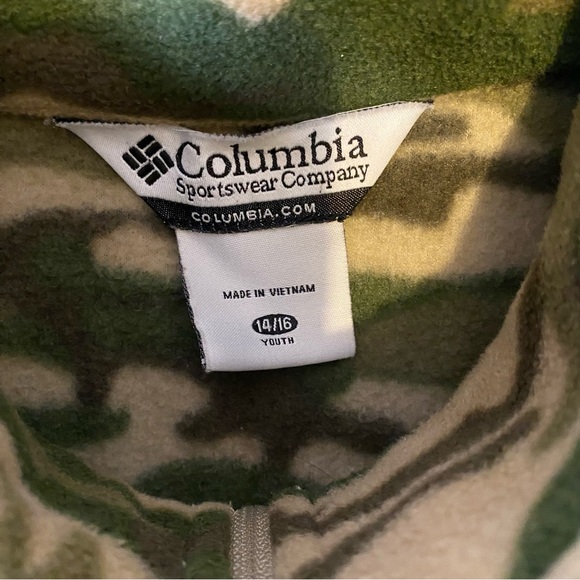 Columbia
Sportswear Company
COLUMBIA.COM
MADE IN VIETNAM
14/16
YOUTH